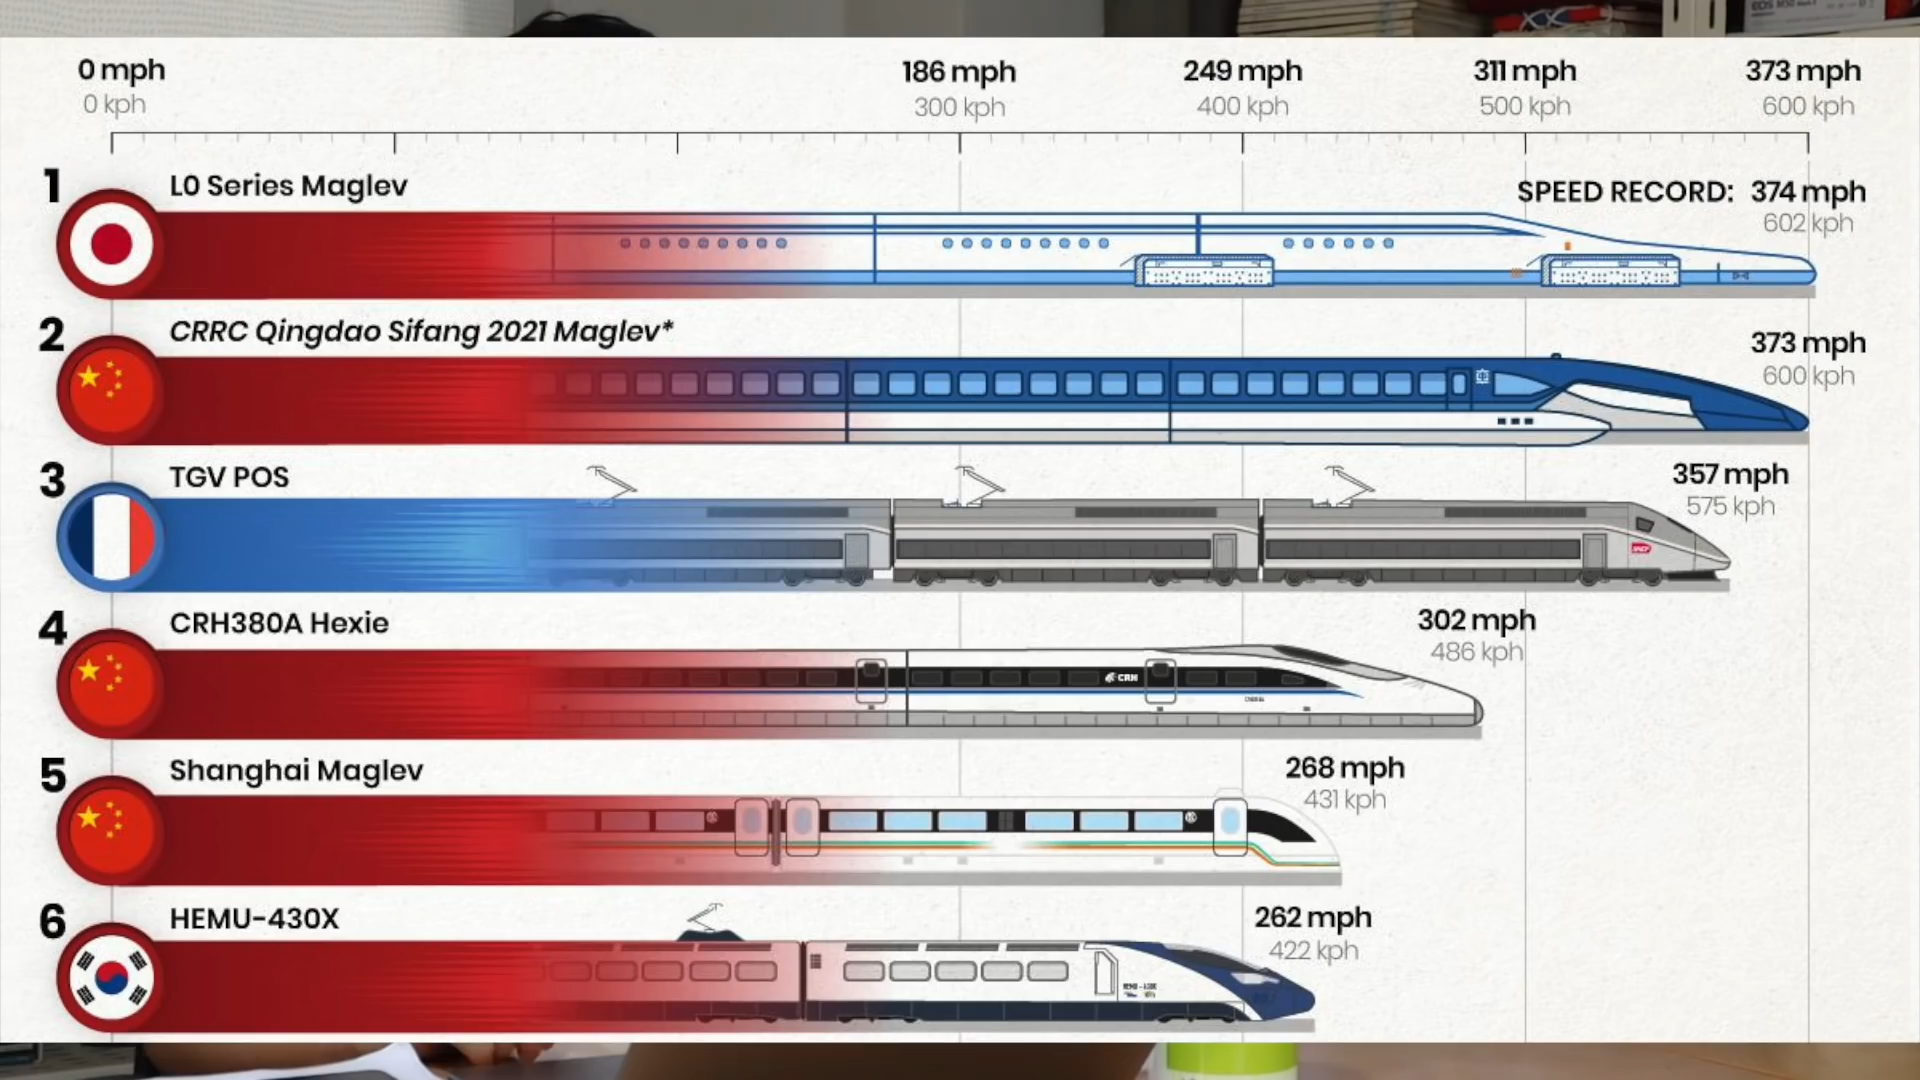 0 mph
0 kph
186 mph
300 kph
249 mph
400 kph
311 mph
500 kph
373 mph
600 kph
1
L0 Series Maglev
SPEED RECORD: 374 mph
602 kph
2
CRRC Qingdao Sifang 2021 Maglev*
373 mph
600 kph
3
TGV POS
357 mph
575 kph
4
CRH380A Hexie
302 mph
486 kph
CRH
5
Shanghai Maglev
268 mph
431 kph
6
HEMU-430X
262 mph
422 kph